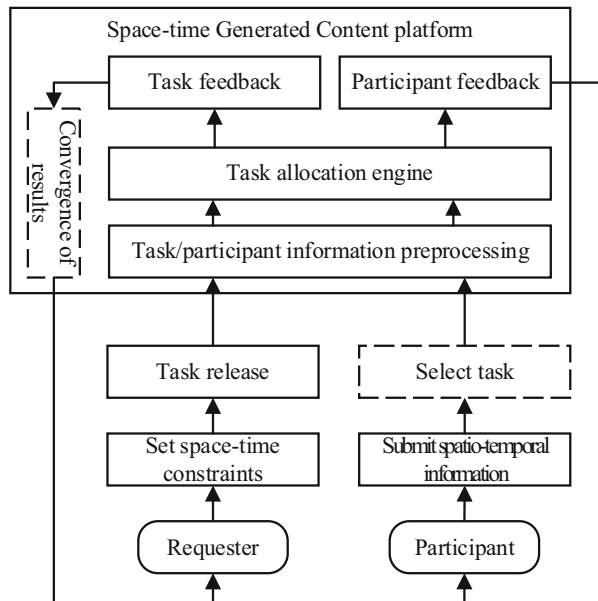 Space-time Generated Content platform
Task feedback
Participant feedback
Convergence of
results
Task allocation engine
Task/participant information preprocessing
Task release
Select task
Set space-time
constraints
Submit spatio-temporal
information
Requester
Participant